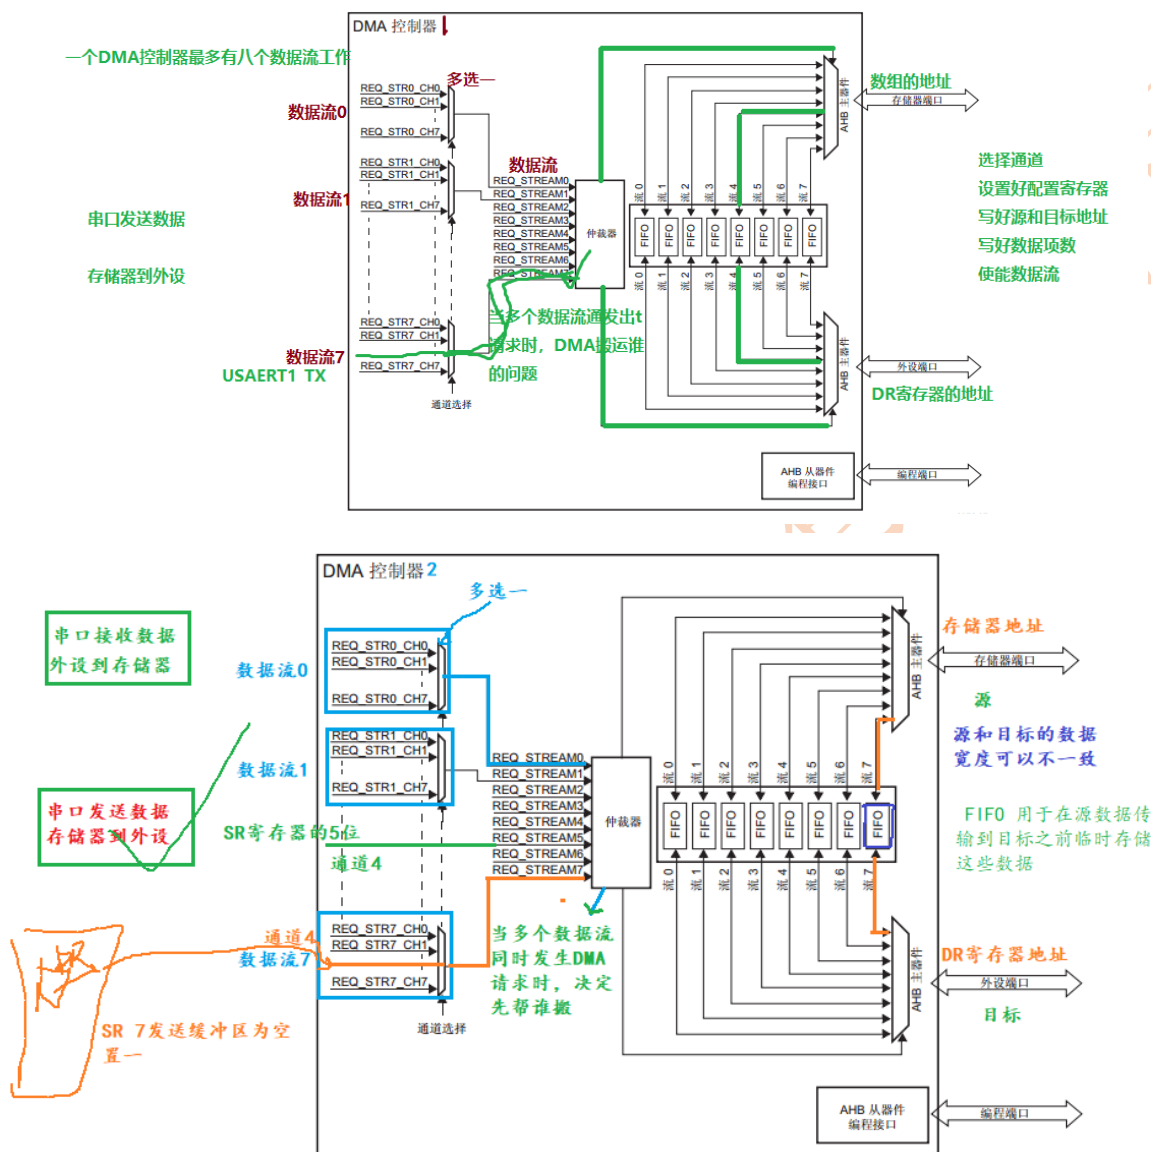 DMA 控制器 1
一个DMA控制器最多有八个数据流工作
多选一
REQ_STR0_CH0
REQ_STR0_CH1
数据流0
REQ_STR0_CH7
REQ_STR1_CH0
REQ_STR1_CH1
数据流1
REQ_STR1_CH7
串口发送数据
存储器到外设
REQ_STR7_CH0
REQ_STR7_CH1
数据流7
REQ_STR7_CH7
USAERT1 TX
通道选择
数据流
REQ_STREAM0
REQ_STREAM1
REQ_STREAM2
REQ_STREAM3
REQ_STREAM4
REQ_STREAM5
REQ_STREAM6
REQ_STREAM7
仲裁器
当多个数据流通发出t
请求时，DMA搬运谁
的问题
流 0 流 1 流 2 流 3 流 4 流 5 流 6 流 7
FIFO FIFO FIFO FIFO FIFO FIFO FIFO FIFO
流 0 流 1 流 2 流 3 流 4 流 5 流 6 流 7
AHB 主器件
数组的地址
存储器端口
选择通道
设置好配置寄存器
写好源和目标地址
写好数据项数
使能数据流
AHB 主器件
外设端口
DR寄存器的地址
AHB 从器件
编程接口
编程端口
DMA 控制器2
多选一
串口接收数据
外设到存储器
REQ_STR0_CH0
REQ_STR0_CH1
数据流0
REQ_STR0_CH7
REQ_STR1_CH0
REQ_STR1_CH1
数据流1
REQ_STR1_CH7
串口发送数据
存储器到外设
SR寄存器的5位
通道4
REQ_STREAM0
REQ_STREAM1
REQ_STREAM2
REQ_STREAM3
REQ_STREAM4
REQ_STREAM5
REQ_STREAM6
REQ_STREAM7
仲裁器
通道4
REQ_STR7_CH0
REQ_STR7_CH1
数据流7
REQ_STR7_CH7
通道选择
SR 7发送缓冲区为空
置一
当多个数据流
同时发生DMA
请求时，决定
先帮谁搬
流 0 流 1 流 2 流 3 流 4 流 5 流 6 流 7
FIFO FIFO FIFO FIFO FIFO FIFO FIFO FIFO
流 0 流 1 流 2 流 3 流 4 流 5 流 6 流 7
AHB 主器件
存储器地址
存储器端口
源
源和目标的数据
宽度可以不一致
FIFO 用于在源数据传
输到目标之前临时存储
这些数据
AHB 主器件
DR寄存器地址
外设端口
目标
AHB 从器件
编程接口
编程端口